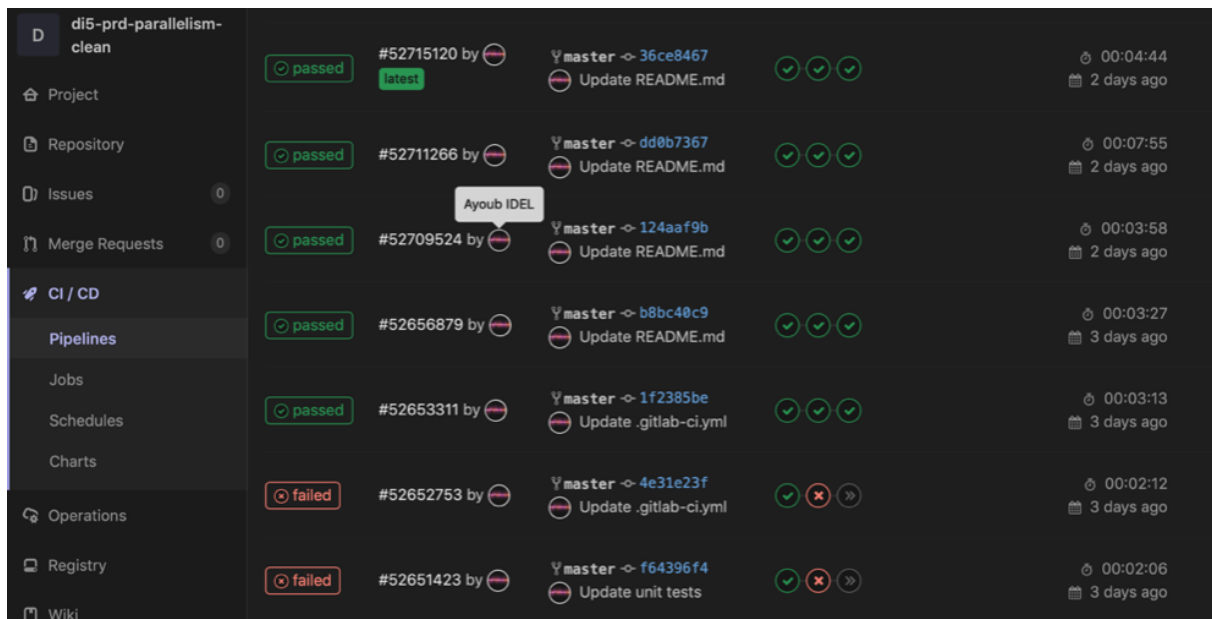 D
di5-prd-parallelism-
clean
Project
Repository
Issues 0
Merge Requests 0
CI / CD
Pipelines
Jobs
Schedules
Charts
Operations
Registry
Wiki
passed #52715120 by master 36ce8467 00:04:44
latest Update README.md 2 days ago
passed #52711266 by master dd0b7367 00:07:55
Update README.md 2 days ago
Ayoub IDEL
passed #52709524 by master 124aaf9b 00:03:58
Update README.md 2 days ago
passed #52656879 by master b8bc40c9 00:03:27
Update README.md 3 days ago
passed #52653311 by master 1f2385be 00:03:13
Update .gitlab-ci.yml 3 days ago
failed #52652753 by master 4e31e23f 00:02:12
Update .gitlab-ci.yml 3 days ago
failed #52651423 by master f64396f4 00:02:06
Update unit tests 3 days ago